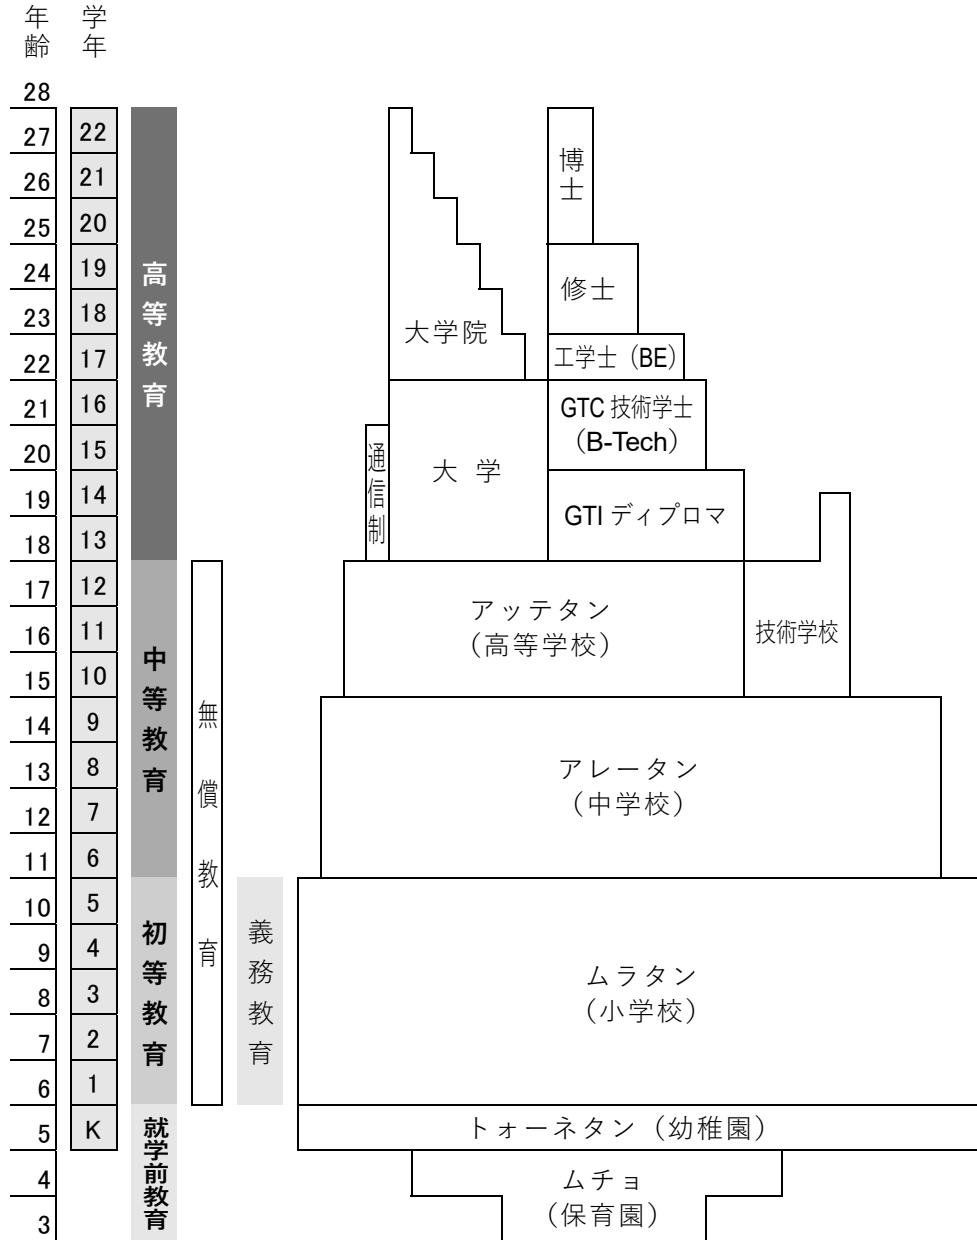 年齢
学年
28
27
26
25
24
23
22
21
20
19
18
17
16
15
14
13
12
11
10
9
8
7
6
5
4
3
22
21
20
19
18
17
16
15
14
13
12
11
10
9
8
7
6
5
4
3
2
1
K
高等教育
中等教育
初等教育
就学前教育
無償教育
義務教育
博士
修士
大学院
工学士（BE）
GTC 技術学士
（B-Tech）
通信制
大 学
GTI ディプロマ
アッテタン
（高等学校）
技術学校
アレータン
（中学校）
ムラタン
（小学校）
トォーネタン（幼稚園）
ムチョ
（保育園）